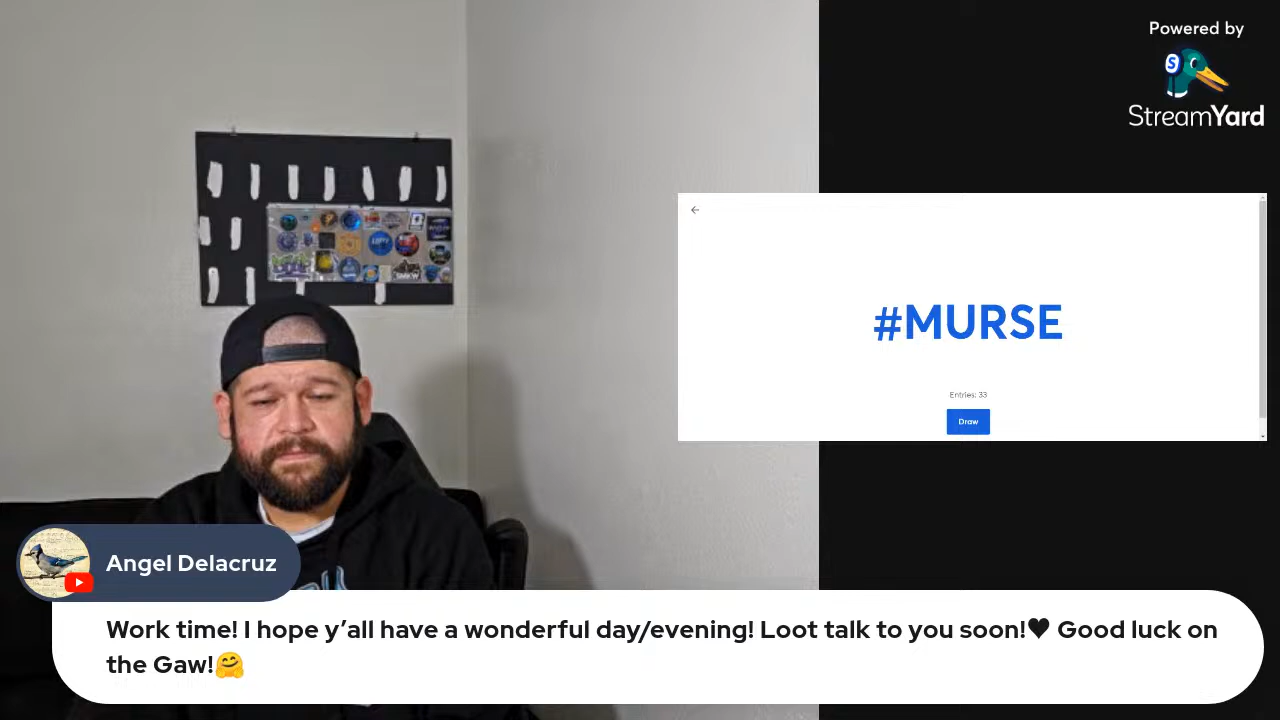 Powered by
StreamYard
#MURSE
Entries: 33
Draw
Angel Delacruz
Work time! I hope y’all have a wonderful day/evening! Loot talk to you soon!♥ Good luck on
the Gaw!🤗